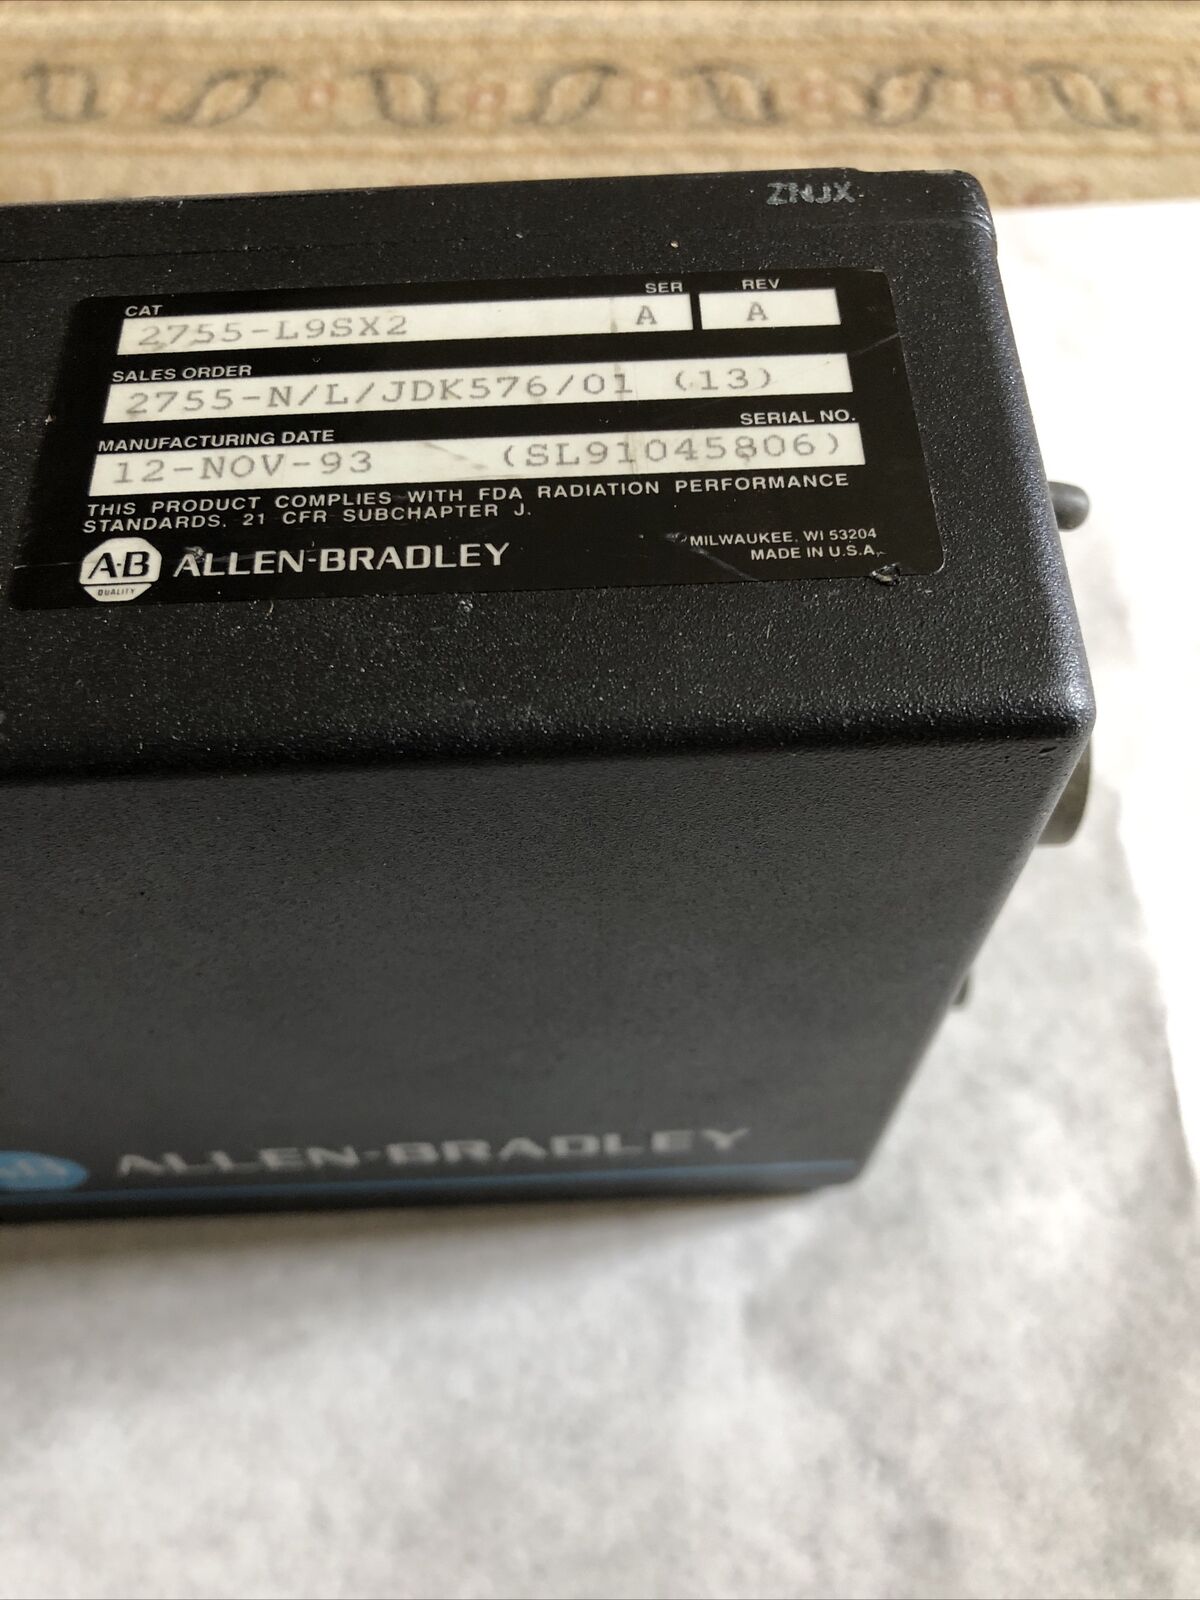 ZNJX
CAT SER REV
2755-L9SX2 A A
SALES ORDER
2755-N/L/JDK576/01 (13)
MANUFACTURING DATE SERIAL NO.
12-NOV-93 (SL91045806)
THIS PRODUCT COMPLIES WITH FDA RADIATION PERFORMANCE
STANDARDS. 21 CFR SUBCHAPTER J.
A·B QUALITY ALLEN-BRADLEY
MILWAUKEE, WI 53204
MADE IN U.S.A.
AB ALLEN-BRADLEY